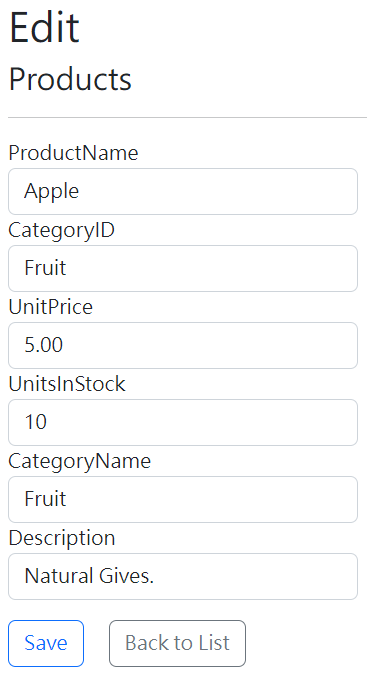 Edit
Products
ProductName
Apple
CategoryID
Fruit
UnitPrice
5.00
UnitsInStock
10
CategoryName
Fruit
Description
Natural Gives.
Save Back to List